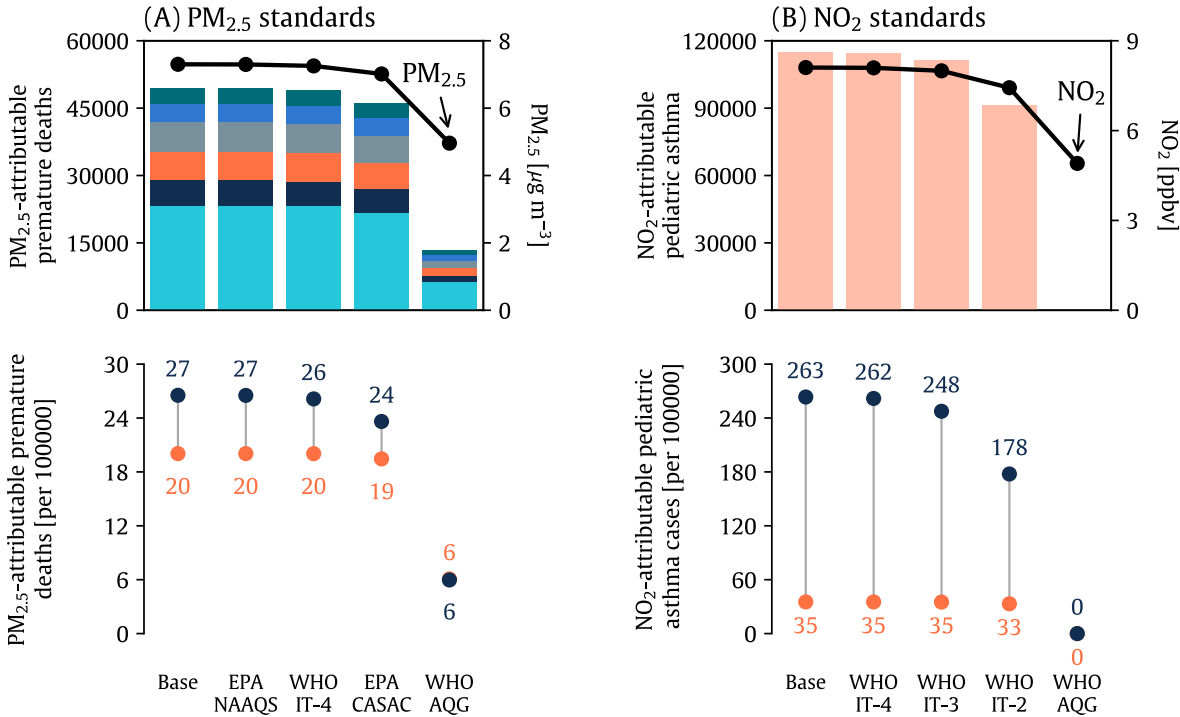 (A) PM2.5 standards
60000
45000
30000
15000
0
PM2.5-attributable
premature deaths
8
6
4
2
0
PM2.5 [μg m−3]
PM2.5
(B) NO2 standards
120000
90000
60000
30000
0
NO2-attributable
pediatric asthma
9
6
3
0
NO2 [ppbv]
NO2
PM2.5-attributable premature
deaths [per 100000]
30
24
18
12
6
0
27 27 26 24
20 20 20 19
6
6
Base EPA WHO EPA WHO
NAAQS IT-4 CASAC AQG
NO2-attributable pediatric
asthma cases [per 100000]
300
240
180
120
60
0
263 262 248 178 0
35 35 35 33 0
Base WHO WHO WHO WHO
IT-4 IT-3 IT-2 AQG